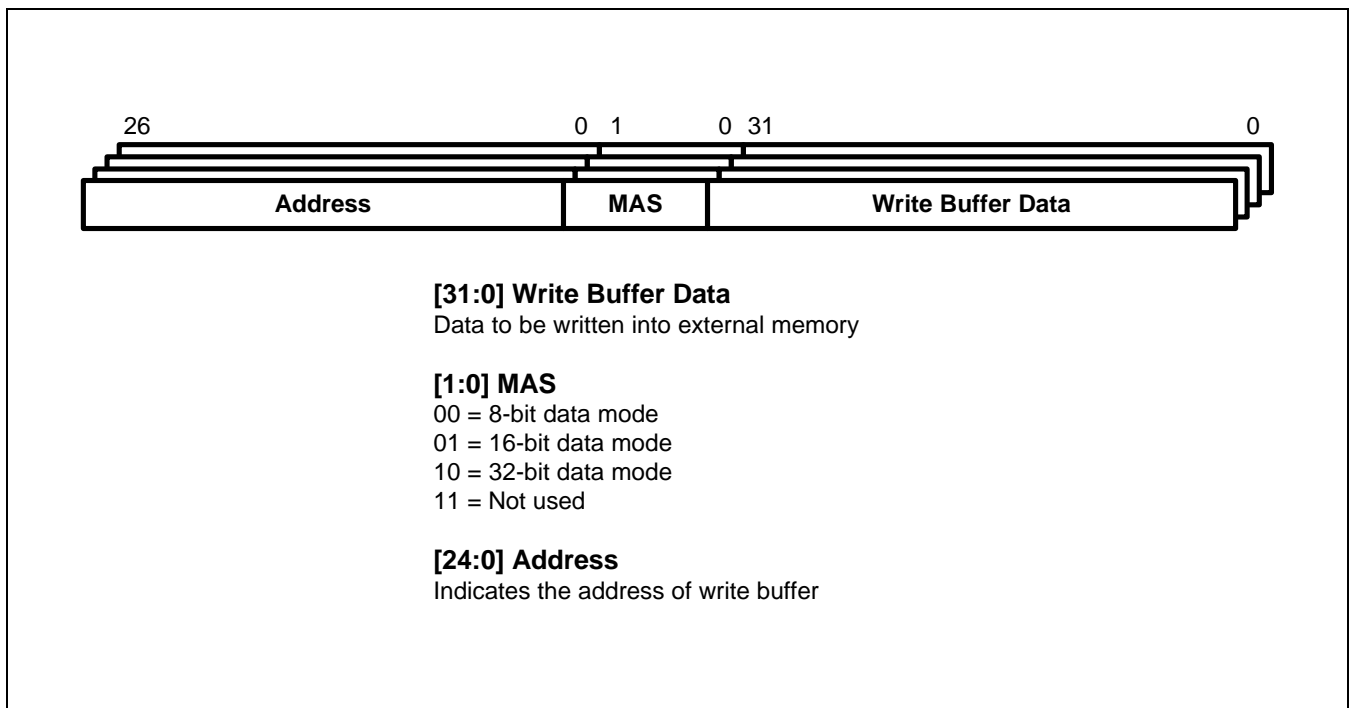 26 0 1 0 31 0
Address MAS Write Buffer Data
[31:0] Write Buffer Data
Data to be written into external memory
[1:0] MAS
00 = 8-bit data mode
01 = 16-bit data mode
10 = 32-bit data mode
11 = Not used
[24:0] Address
Indicates the address of write buffer